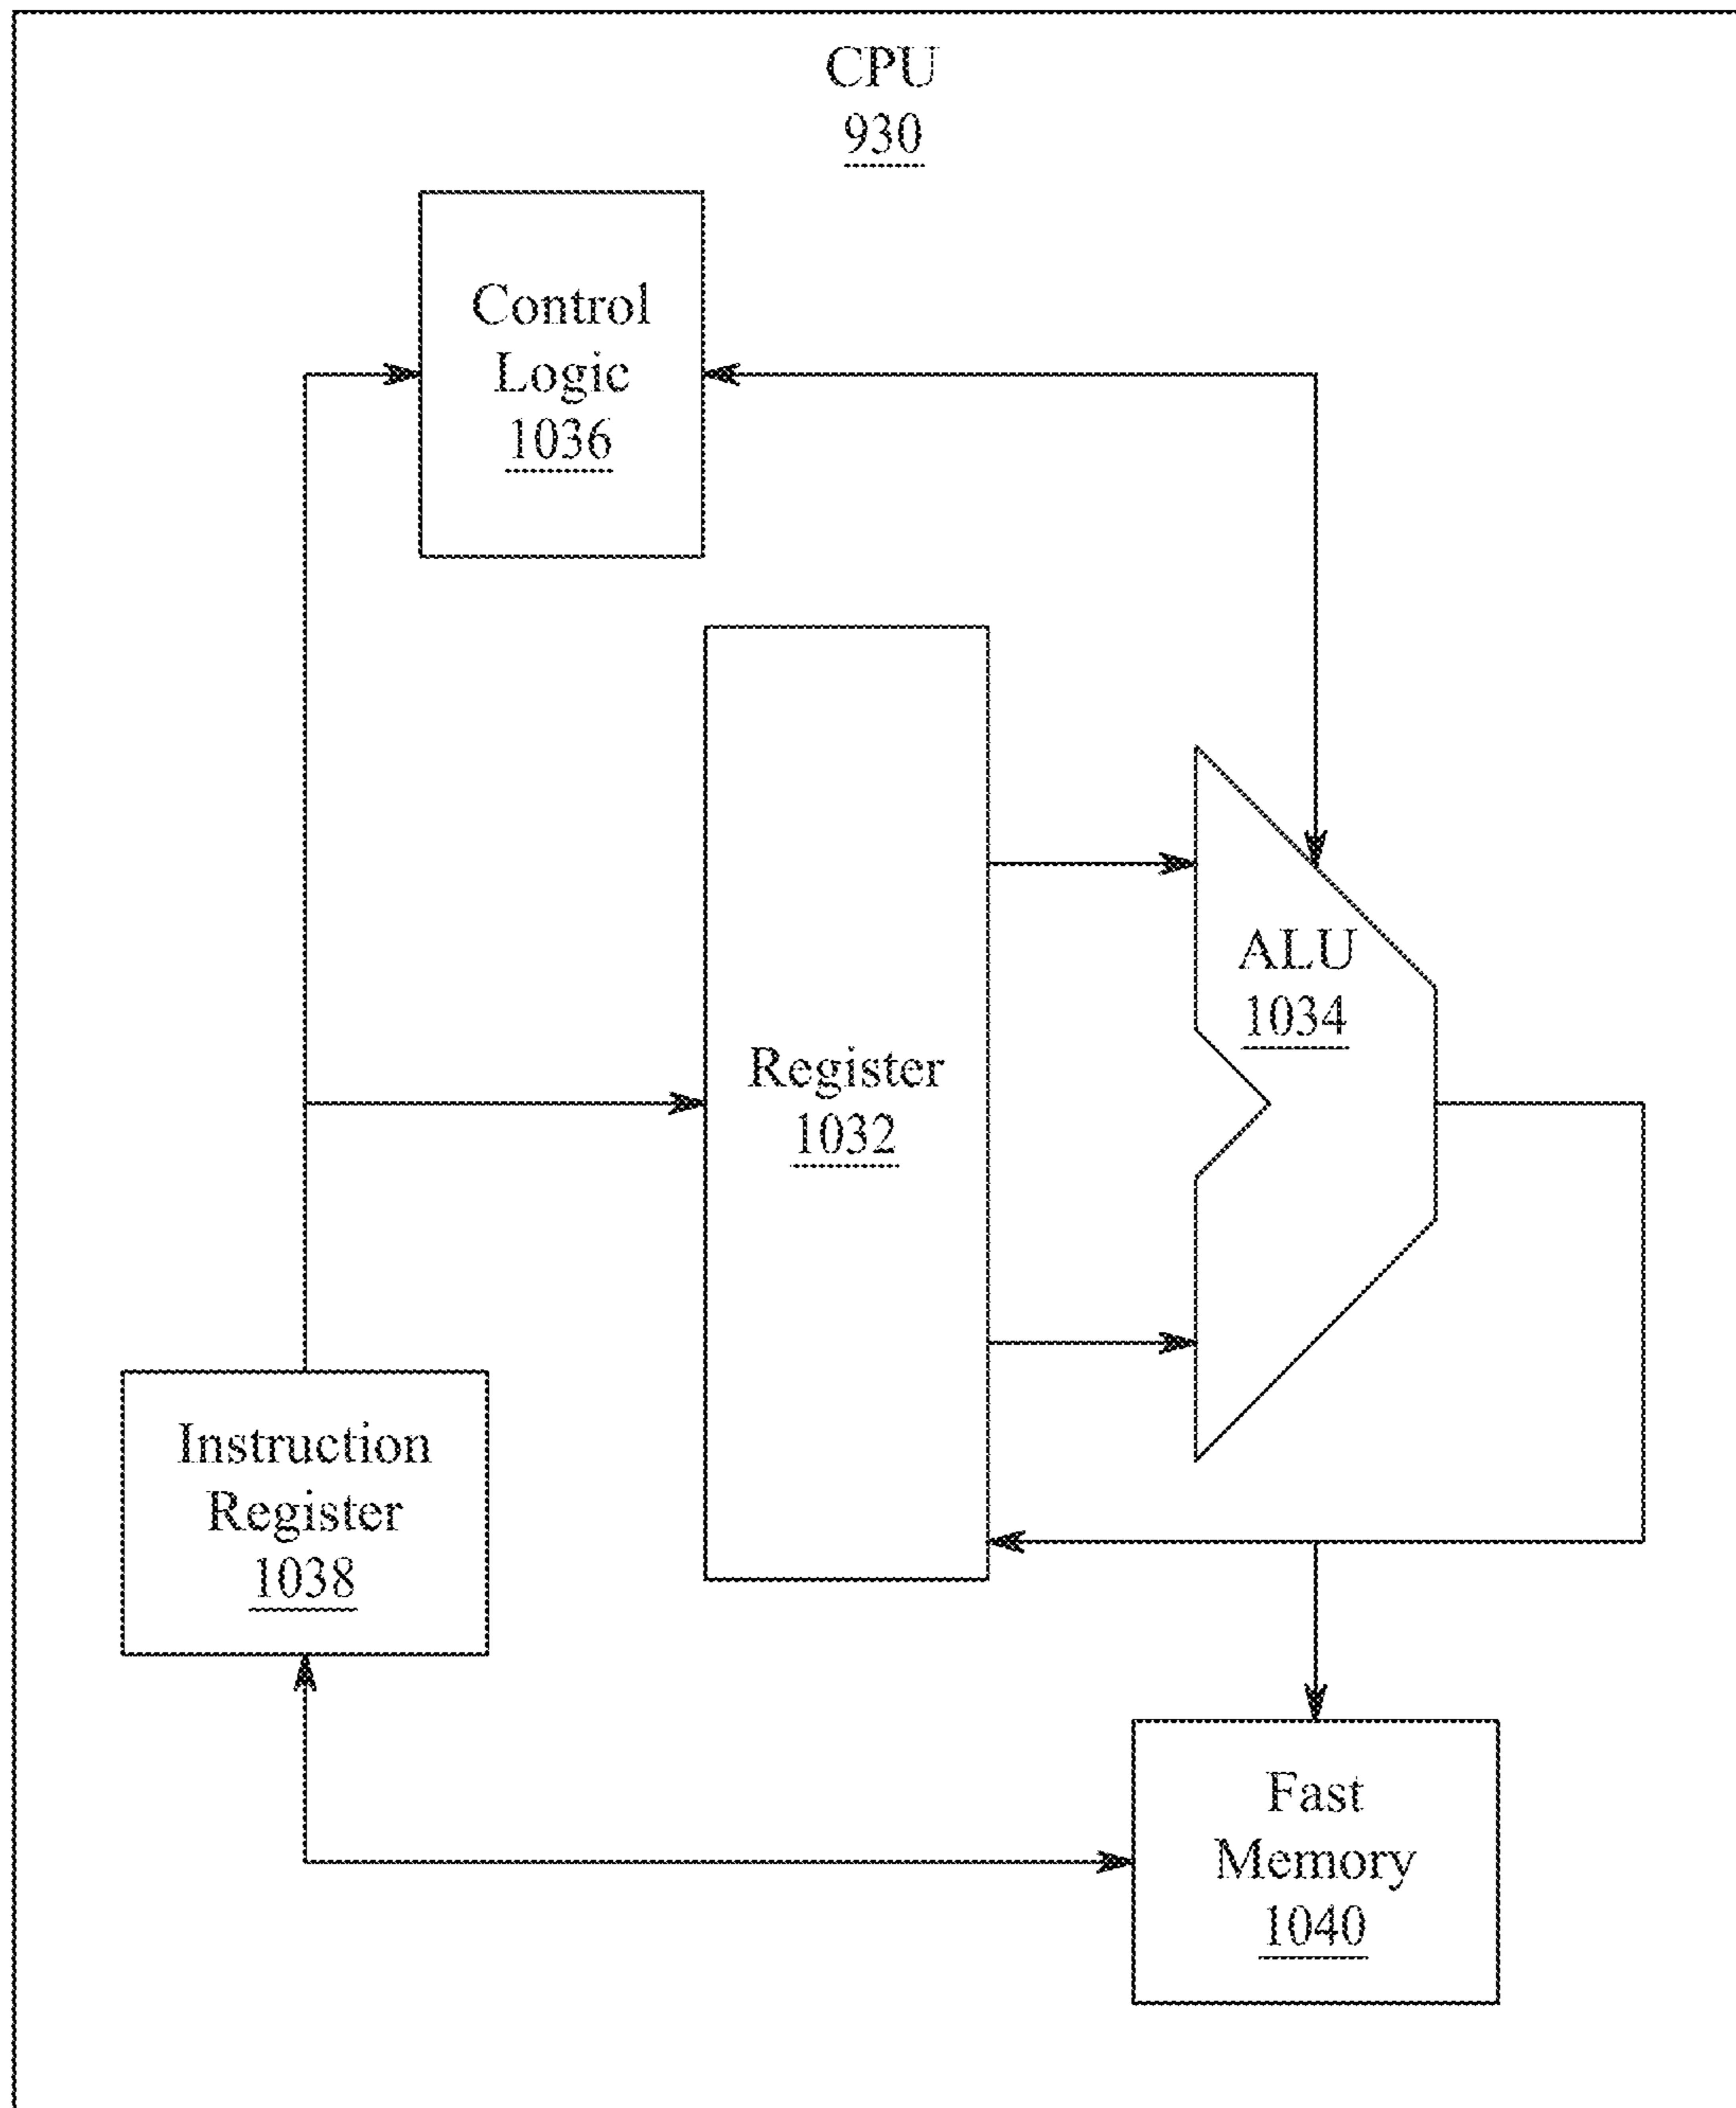 CPU
930
Control
Logic
1036
ALU
1034
Register
1032
Instruction
Register
1038
Fast
Memory
1040